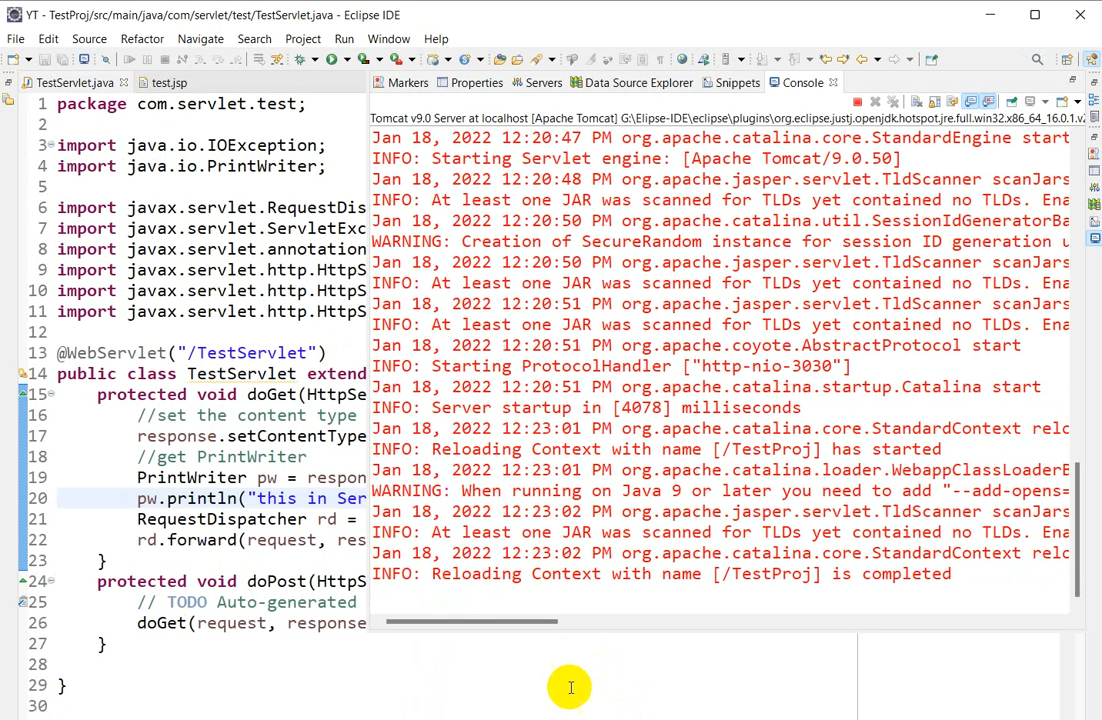 YT - TestProj/src/main/java/com/servlet/test/TestServlet.java - Eclipse IDE
File Edit Source Refactor Navigate Search Project Run Window Help
TestServlet.java test.jsp
1 package com.servlet.test;
2
3 import java.io.IOException;
4 import java.io.PrintWriter;
5
6 import javax.servlet.RequestDis
7 import javax.servlet.ServletExc
8 import javax.servlet.annotation
9 import javax.servlet.http.HttpS
10 import javax.servlet.http.HttpS
11 import javax.servlet.http.HttpS
12
13 @WebServlet("/TestServlet")
14 public class TestServlet extend
15 protected void doGet(HttpSe
16 //set the content type
17 response.setContentType
18 //get PrintWriter
19 PrintWriter pw = respon
20 pw.println("this in Ser
21 RequestDispatcher rd =
22 rd.forward(request, res
23 }
24 protected void doPost(HttpS
25 // TODO Auto-generated
26 doGet(request, response
27 }
28
29 }
30
Markers Properties Servers Data Source Explorer Snippets Console
Tomcat v9.0 Server at localhost [Apache Tomcat] G:\Elipse-IDE\eclipse\plugins\org.eclipse.justj.openjdk.hotspot.jre.full.win32.x86_64_16.0.1.v2
Jan 18, 2022 12:20:47 PM org.apache.catalina.core.StandardEngine start
INFO: Starting Servlet engine: [Apache Tomcat/9.0.50]
Jan 18, 2022 12:20:48 PM org.apache.jasper.servlet.TldScanner scanJars
INFO: At least one JAR was scanned for TLDs yet contained no TLDs. Ena
Jan 18, 2022 12:20:50 PM org.apache.catalina.util.SessionIdGeneratorBa
WARNING: Creation of SecureRandom instance for session ID generation u
Jan 18, 2022 12:20:50 PM org.apache.jasper.servlet.TldScanner scanJars
INFO: At least one JAR was scanned for TLDs yet contained no TLDs. Ena
Jan 18, 2022 12:20:51 PM org.apache.jasper.servlet.TldScanner scanJars
INFO: At least one JAR was scanned for TLDs yet contained no TLDs. Ena
Jan 18, 2022 12:20:51 PM org.apache.coyote.AbstractProtocol start
INFO: Starting ProtocolHandler ["http-nio-3030"]
Jan 18, 2022 12:20:51 PM org.apache.catalina.startup.Catalina start
INFO: Server startup in [4078] milliseconds
Jan 18, 2022 12:23:01 PM org.apache.catalina.core.StandardContext relo
INFO: Reloading Context with name [/TestProj] has started
Jan 18, 2022 12:23:01 PM org.apache.catalina.loader.WebappClassLoaderB
WARNING: When running on Java 9 or later you need to add "--add-opens=
Jan 18, 2022 12:23:02 PM org.apache.jasper.servlet.TldScanner scanJars
INFO: At least one JAR was scanned for TLDs yet contained no TLDs. Ena
Jan 18, 2022 12:23:02 PM org.apache.catalina.core.StandardContext relo
INFO: Reloading Context with name [/TestProj] is completed